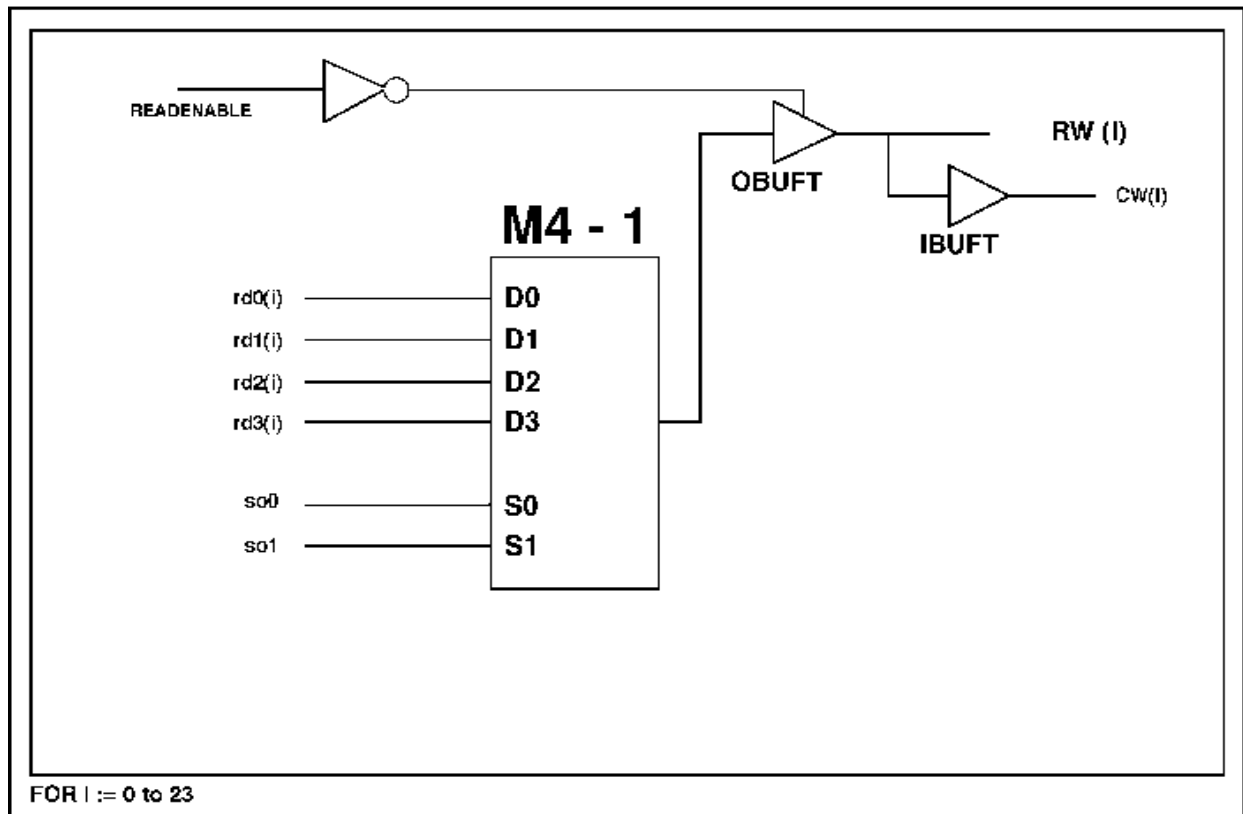 READENABLE
RW (I)
OBUFT
CW(I)
IBUFT
M4 - 1
rd0(i) D0
rd1(i) D1
rd2(i) D2
rd3(i) D3
so0 S0
so1 S1
FOR I := 0 to 23